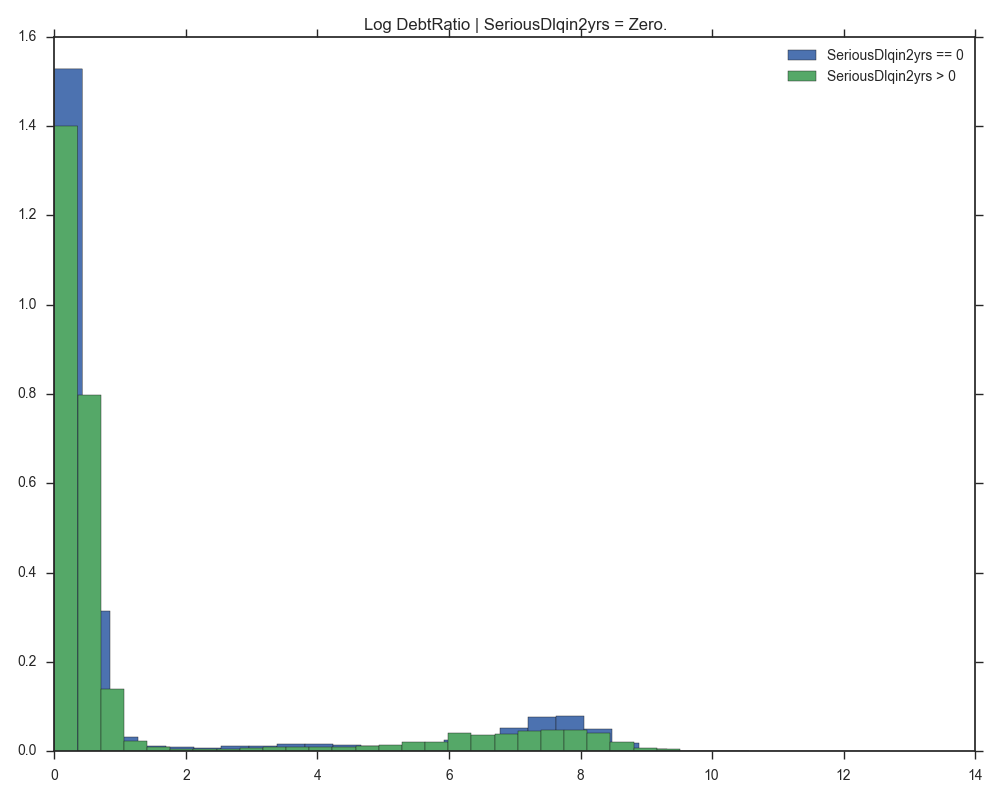 Log DebtRatio | SeriousDlqin2yrs = Zero.
SeriousDlqin2yrs == 0
SeriousDlqin2yrs > 0
1.6
1.4
1.2
1.0
0.8
0.6
0.4
0.2
0.0
0 2 4 6 8 10 12 14